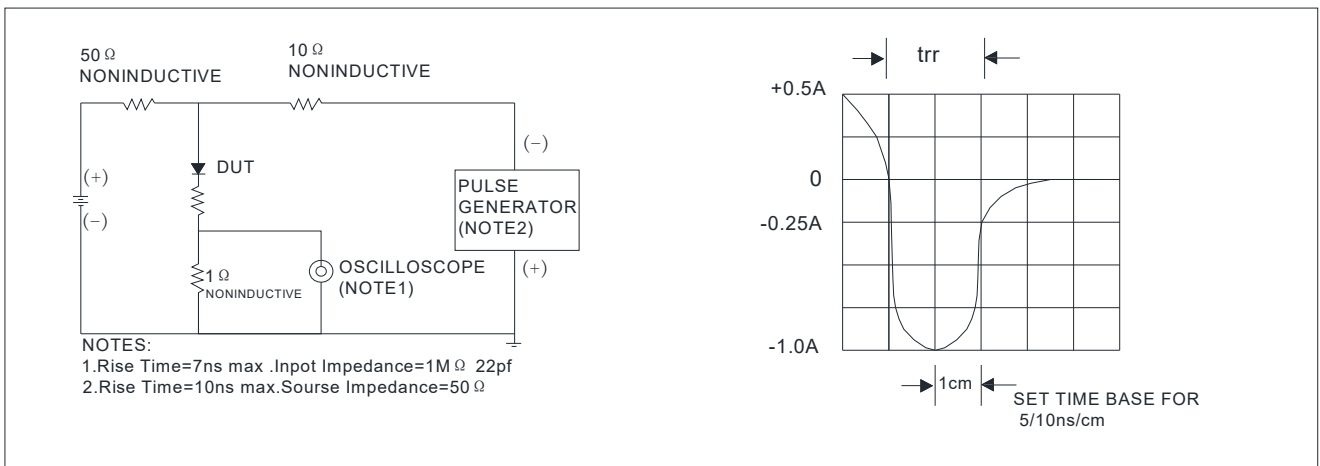 50 Ω
NONINDUCTIVE
10 Ω
NONINDUCTIVE
(+)
(−)
DUT
1 Ω
NONINDUCTIVE
OSCILLOSCOPE
(NOTE1)
(−)
PULSE
GENERATOR
(NOTE2)
(+)
NOTES:
1.Rise Time=7ns max .Inpot Impedance=1M Ω 22pf
2.Rise Time=10ns max.Sourse Impedance=50 Ω
trr
+0.5A
0
-0.25A
-1.0A
1cm
SET TIME BASE FOR
5/10ns/cm